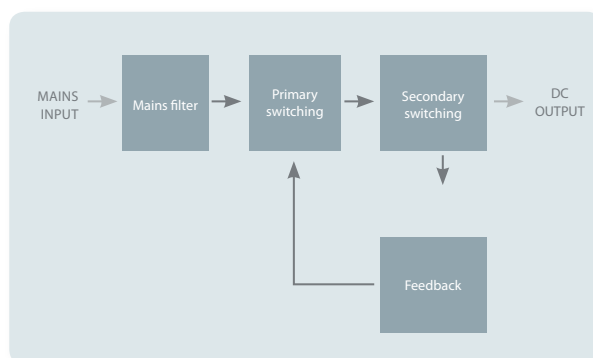 MAINS
INPUT
Mains filter
Primary
switching
Secondary
switching
DC
OUTPUT
Feedback